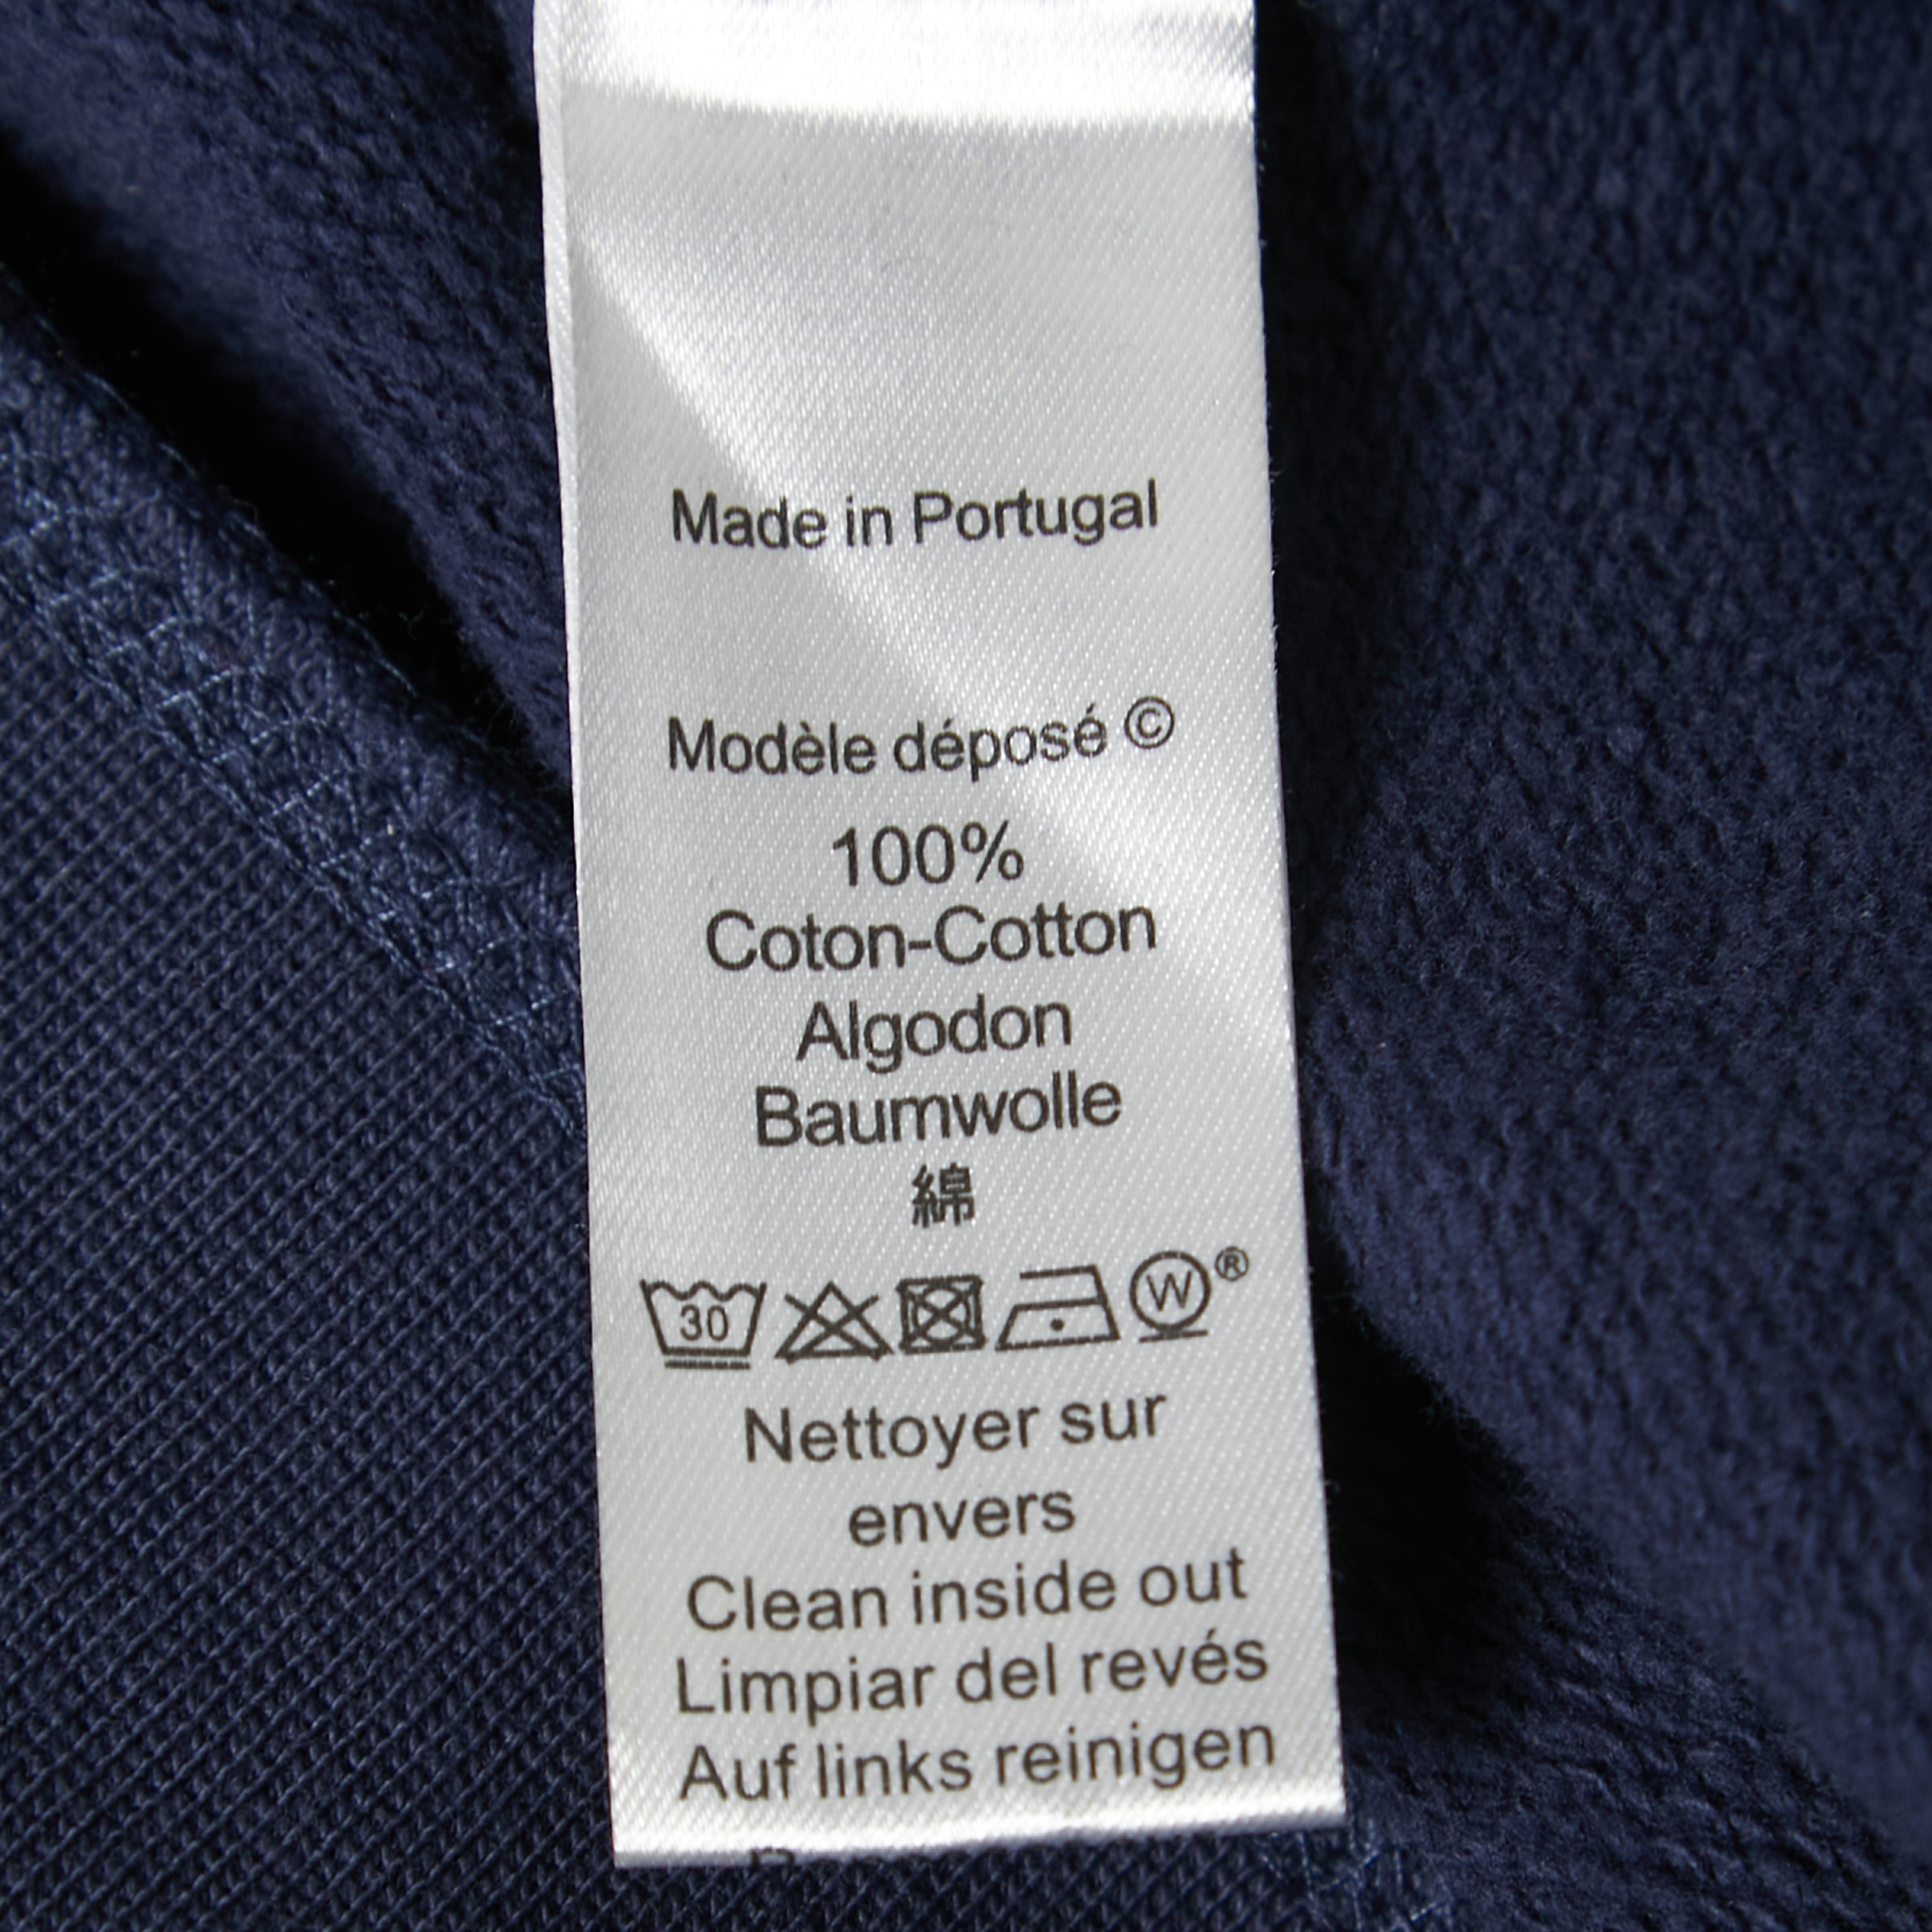 Made in Portugal
Modèle déposé ©
100%
Coton-Cotton
Algodon
Baumwolle
綿
30 W ®
Nettoyer sur
envers
Clean inside out
Limpiar del revés
Auf links reinigen